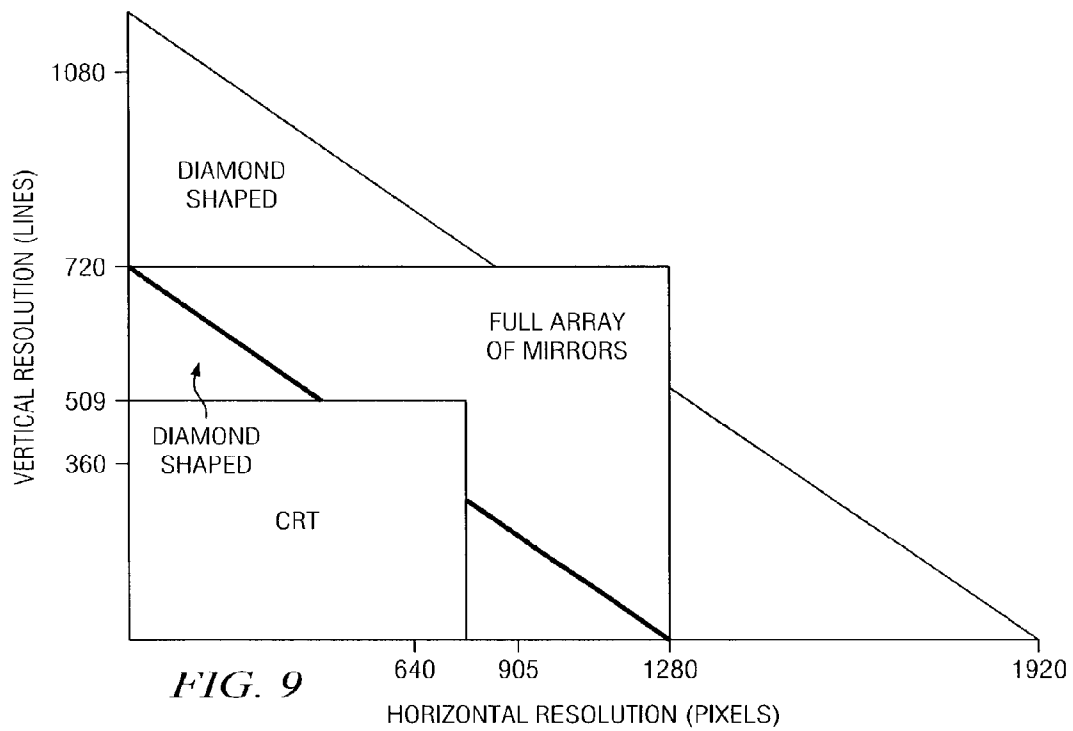 1080
DIAMOND
SHAPED
VERTICAL RESOLUTION (LINES)
720
FULL ARRAY
OF MIRRORS
509
DIAMOND
SHAPED
360
CRT
640
905
1280
1920
FIG. 9
HORIZONTAL RESOLUTION (PIXELS)